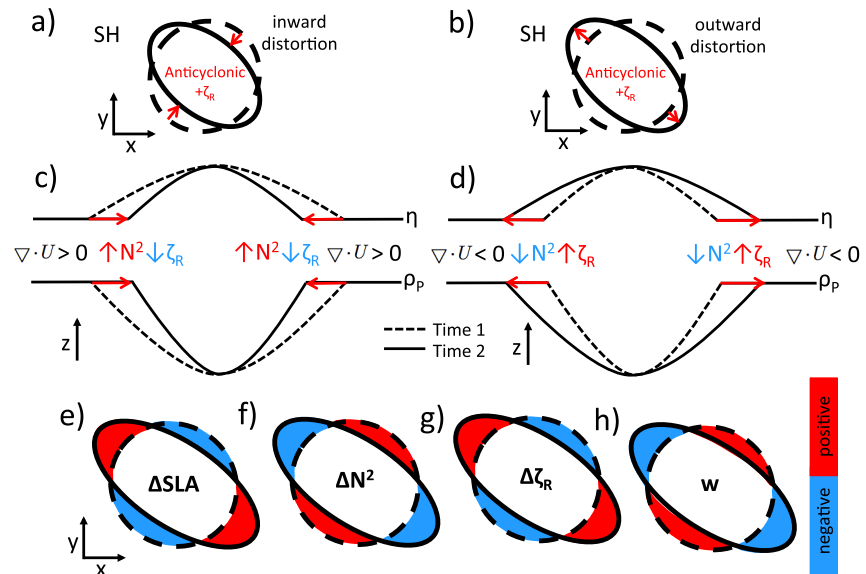 a)
SH
inward
distortion
Anticyclonic
+ζR
y
x
b)
SH
outward
distortion
Anticyclonic
+ζR
y
x
c)
η
∇·U > 0 ↑N² ↓ζR ↑N² ↓ζR ∇·U > 0
ρP
z
d)
η
∇·U < 0 ↓N² ↑ζR ↓N² ↑ζR ∇·U < 0
ρP
z
Time 1
Time 2
e)
ΔSLA
y
x
f)
ΔN²
g)
ΔζR
h)
w
positive
negative